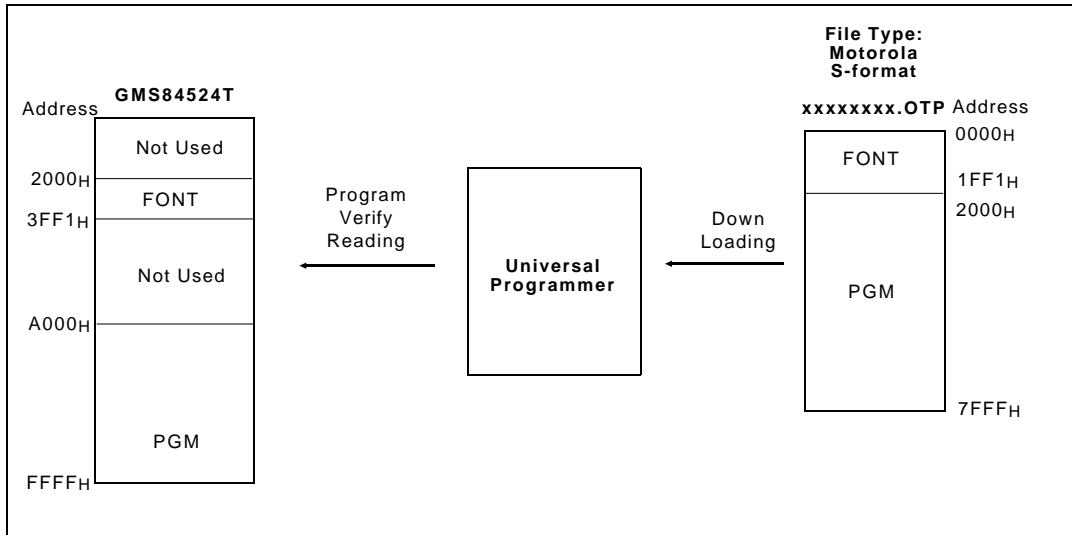 GMS84524T
Address
Not Used
2000H
FONT
3FF1H
Not Used
A000H
PGM
FFFFH
Program
Verify
Reading
Universal
Programmer
Down
Loading
File Type:
Motorola
S-format
xxxxxxxx.OTP Address
0000H
FONT
1FF1H
2000H
PGM
7FFFH